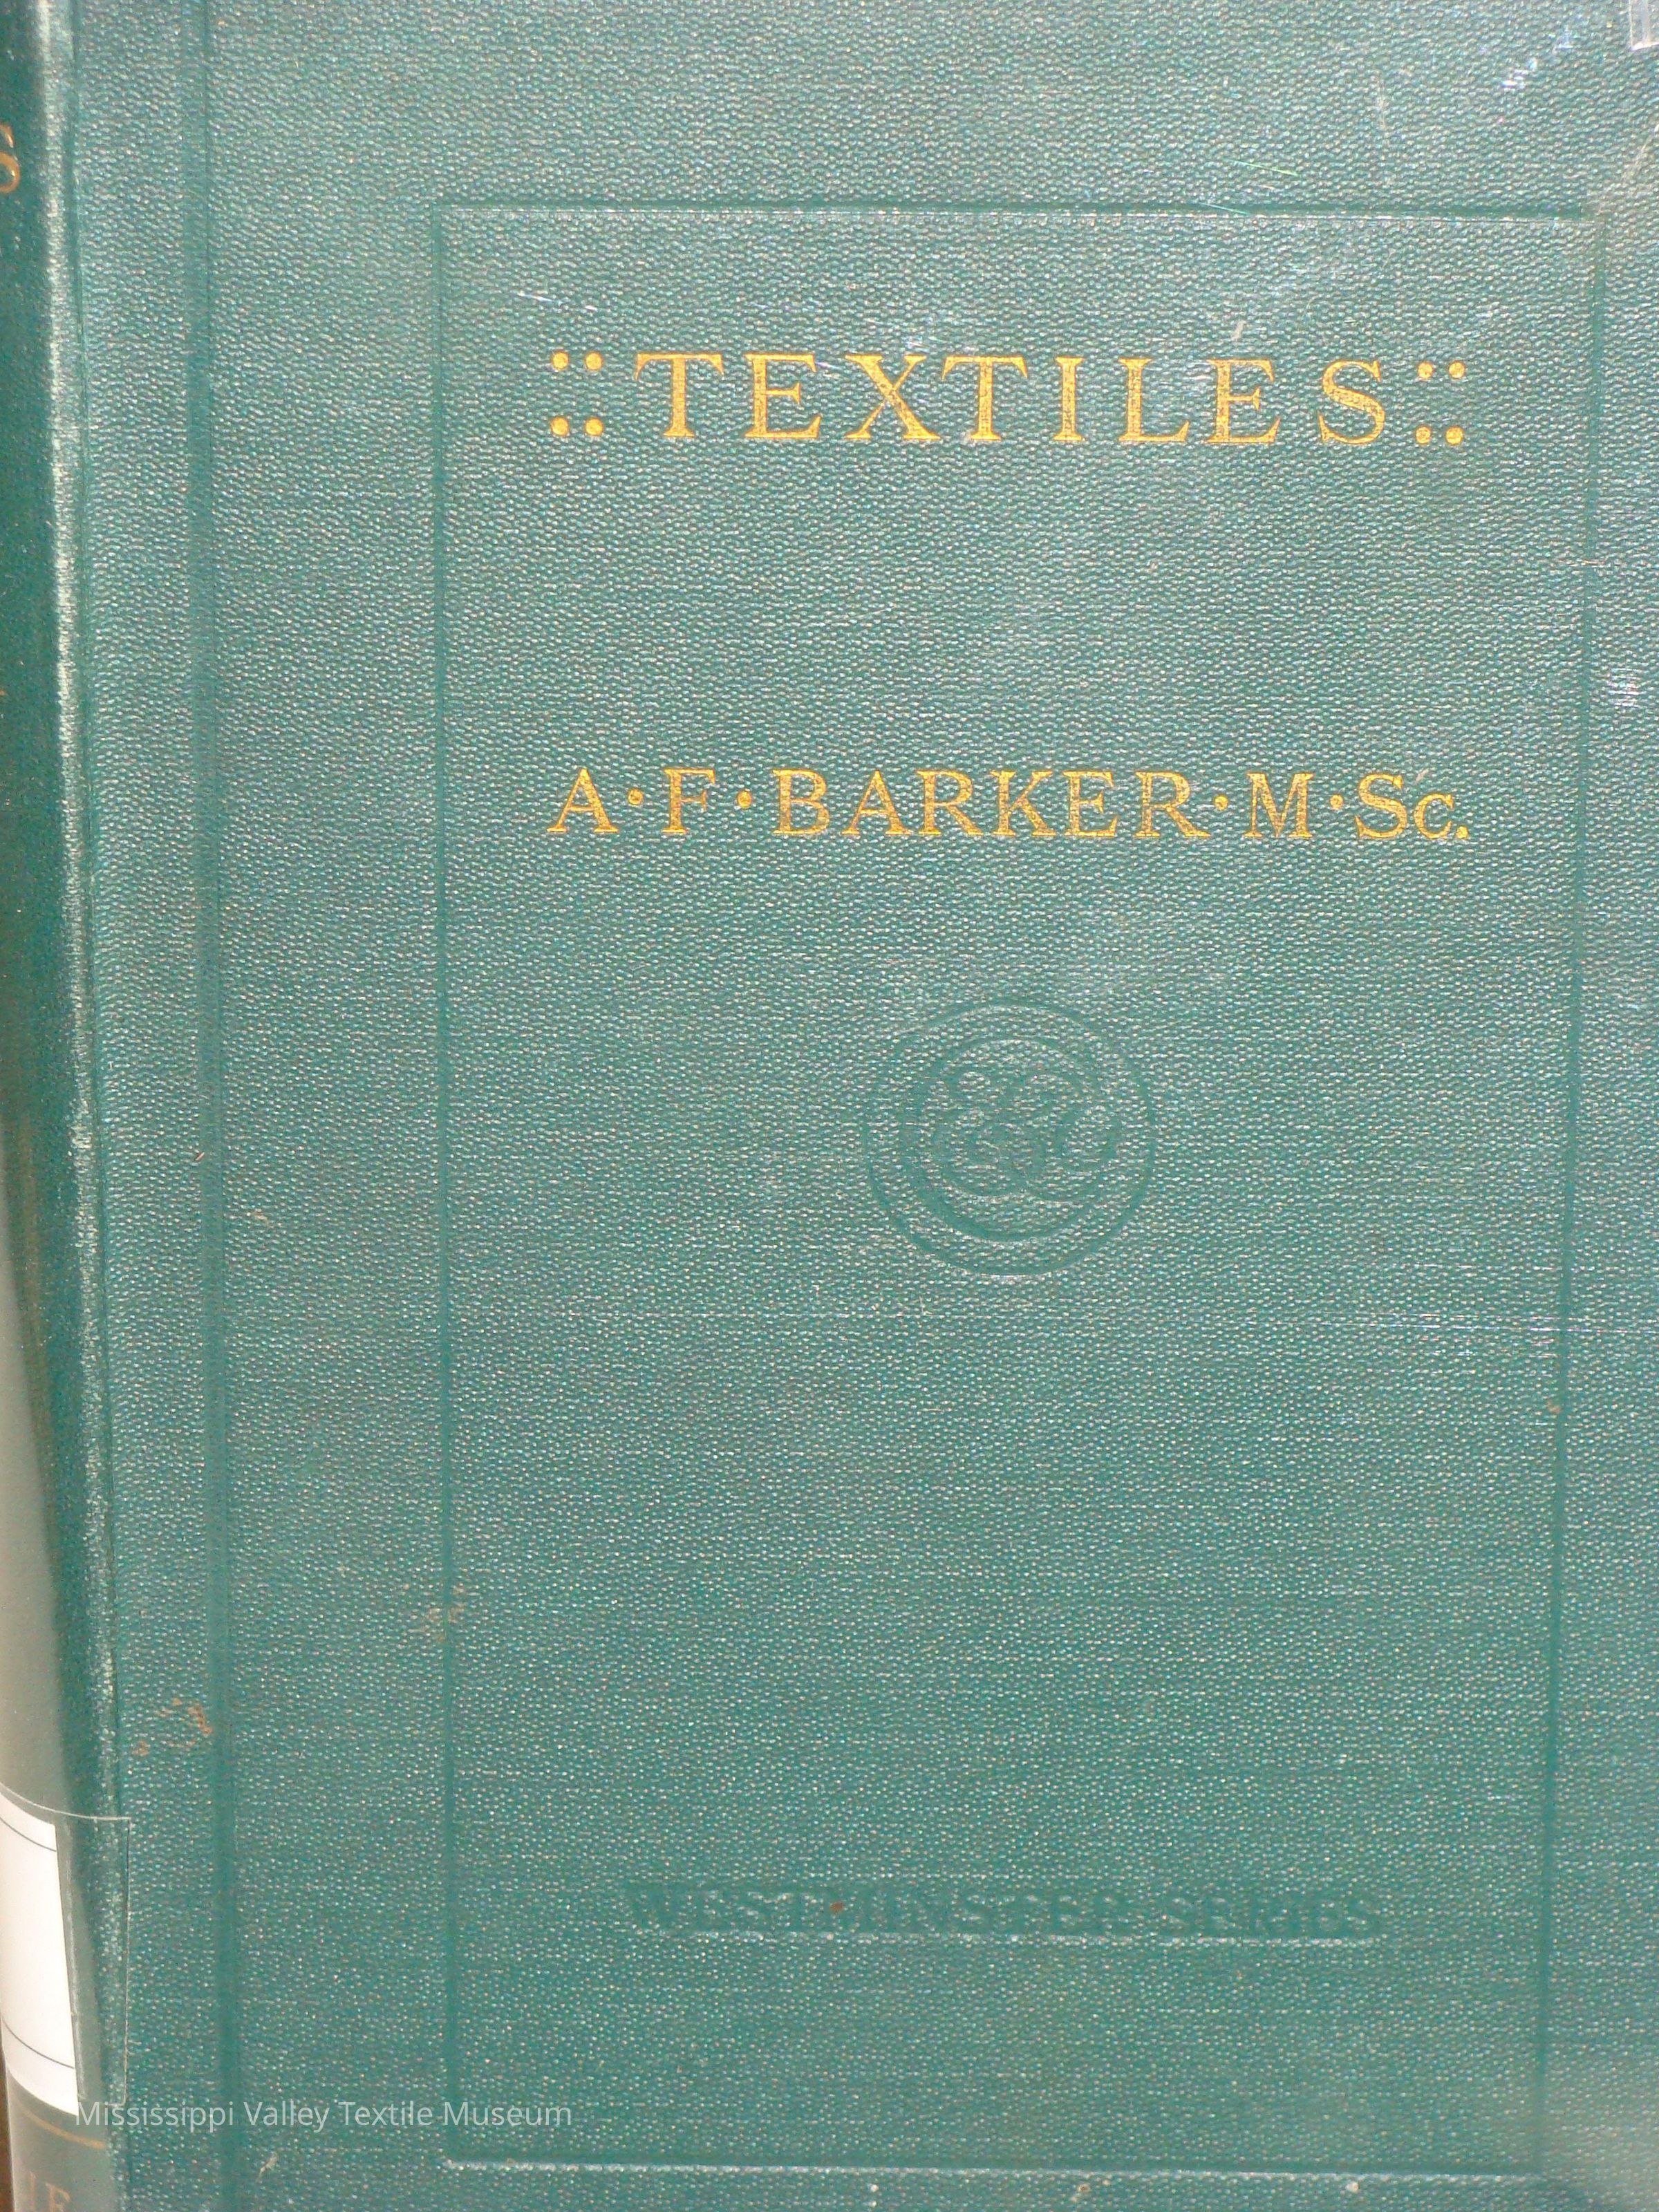 :: TEXTILES ::
A·F·BARKER·M·Sc.
WESTMINSTER SERIES
Mississippi Valley Textile Museum